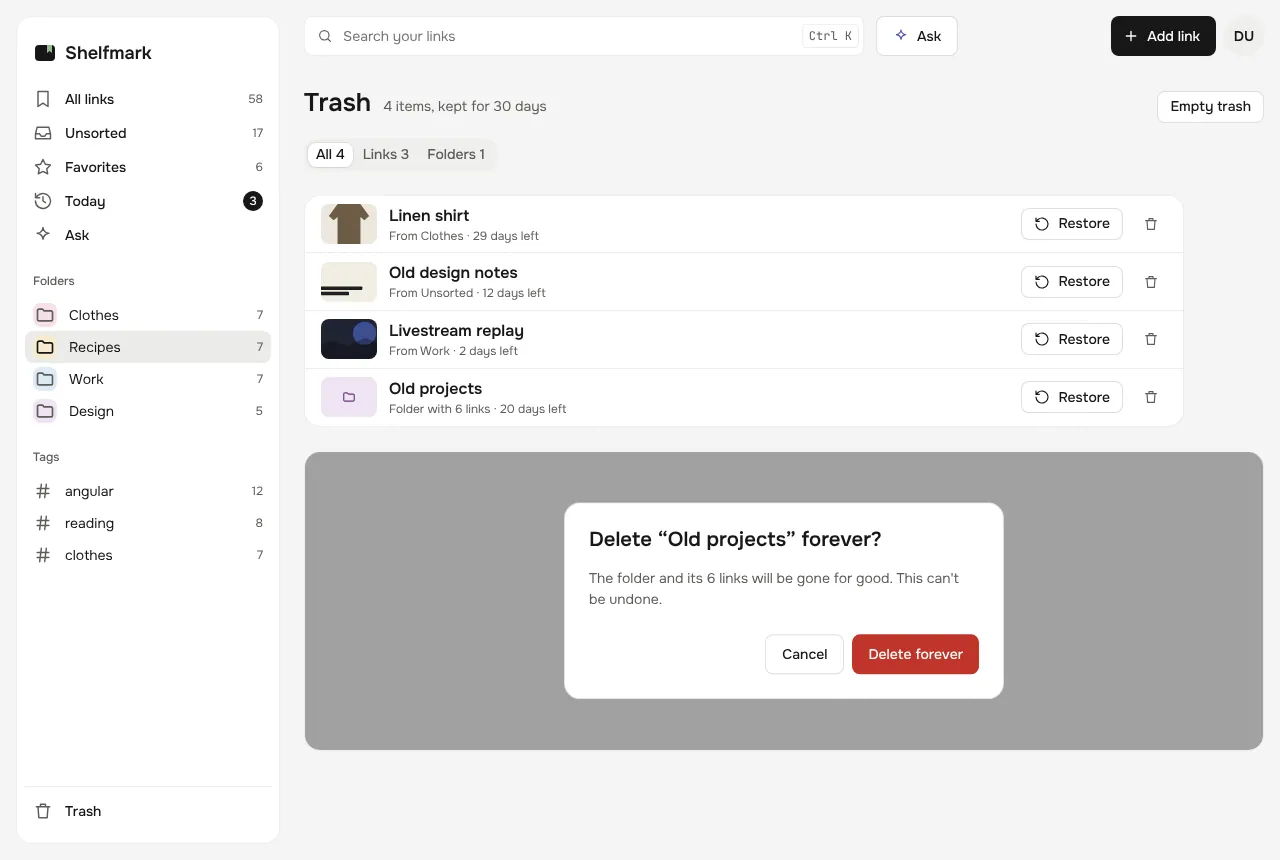 Shelfmark
All links 58
Unsorted 17
Favorites 6
Today 3
Ask
Folders
Clothes 7
Recipes 7
Work 7
Design 5
Tags
angular 12
reading 8
clothes 7
Trash
Search your links Ctrl K
Ask
Add link
DU
Trash 4 items, kept for 30 days
Empty trash
All 4 Links 3 Folders 1
Linen shirt
From Clothes · 29 days left
Restore
Old design notes
From Unsorted · 12 days left
Restore
Livestream replay
From Work · 2 days left
Restore
Old projects
Folder with 6 links · 20 days left
Restore
Delete “Old projects” forever?
The folder and its 6 links will be gone for good. This can't
be undone.
Cancel Delete forever